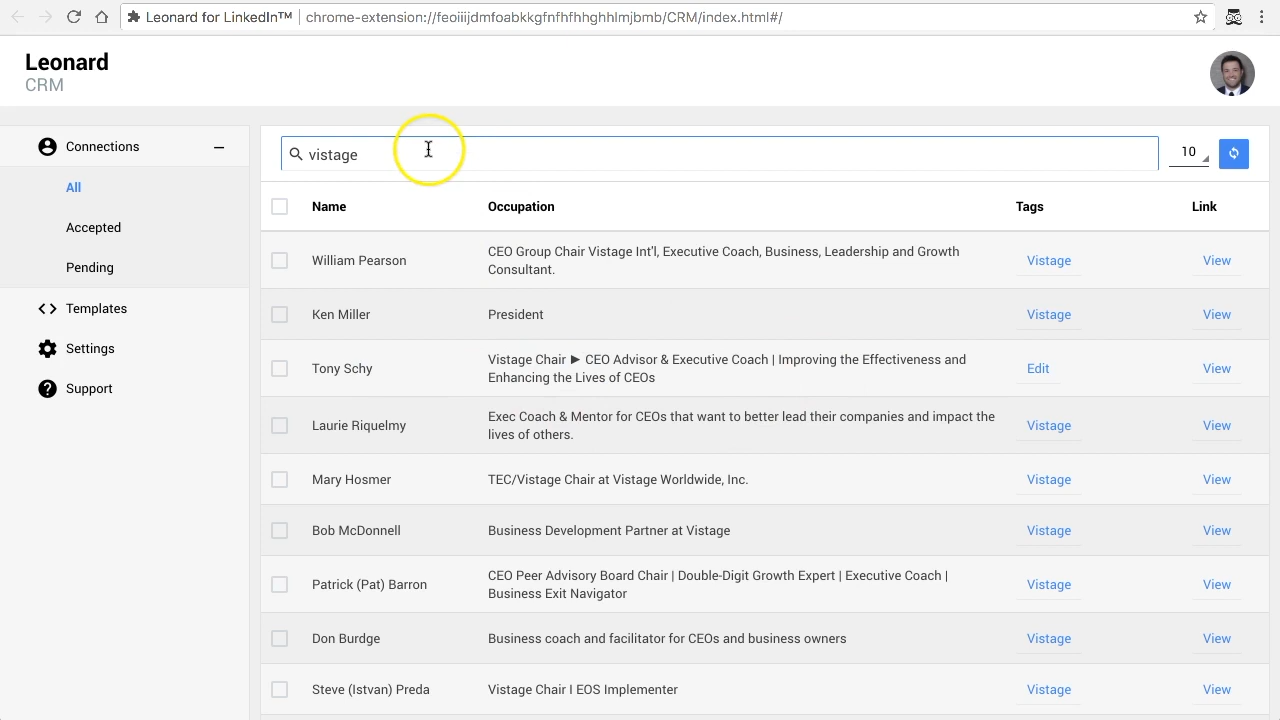 Leonard for LinkedIn™ chrome-extension://feoiiijdmfoabkkgfnfhfhhghhlmjbmb/CRM/index.html#/
Leonard
CRM
Connections
All
Accepted
Pending
Templates
Settings
Support
vistage
10
Name Occupation Tags Link
William Pearson CEO Group Chair Vistage Int'l, Executive Coach, Business, Leadership and Growth Vistage View
Consultant.
Ken Miller President Vistage View
Tony Schy Vistage Chair ► CEO Advisor & Executive Coach | Improving the Effectiveness and Edit View
Enhancing the Lives of CEOs
Laurie Riquelmy Exec Coach & Mentor for CEOs that want to better lead their companies and impact the Vistage View
lives of others.
Mary Hosmer TEC/Vistage Chair at Vistage Worldwide, Inc. Vistage View
Bob McDonnell Business Development Partner at Vistage Vistage View
Patrick (Pat) Barron CEO Peer Advisory Board Chair | Double-Digit Growth Expert | Executive Coach | Vistage View
Business Exit Navigator
Don Burdge Business coach and facilitator for CEOs and business owners Vistage View
Steve (Istvan) Preda Vistage Chair I EOS Implementer Vistage View